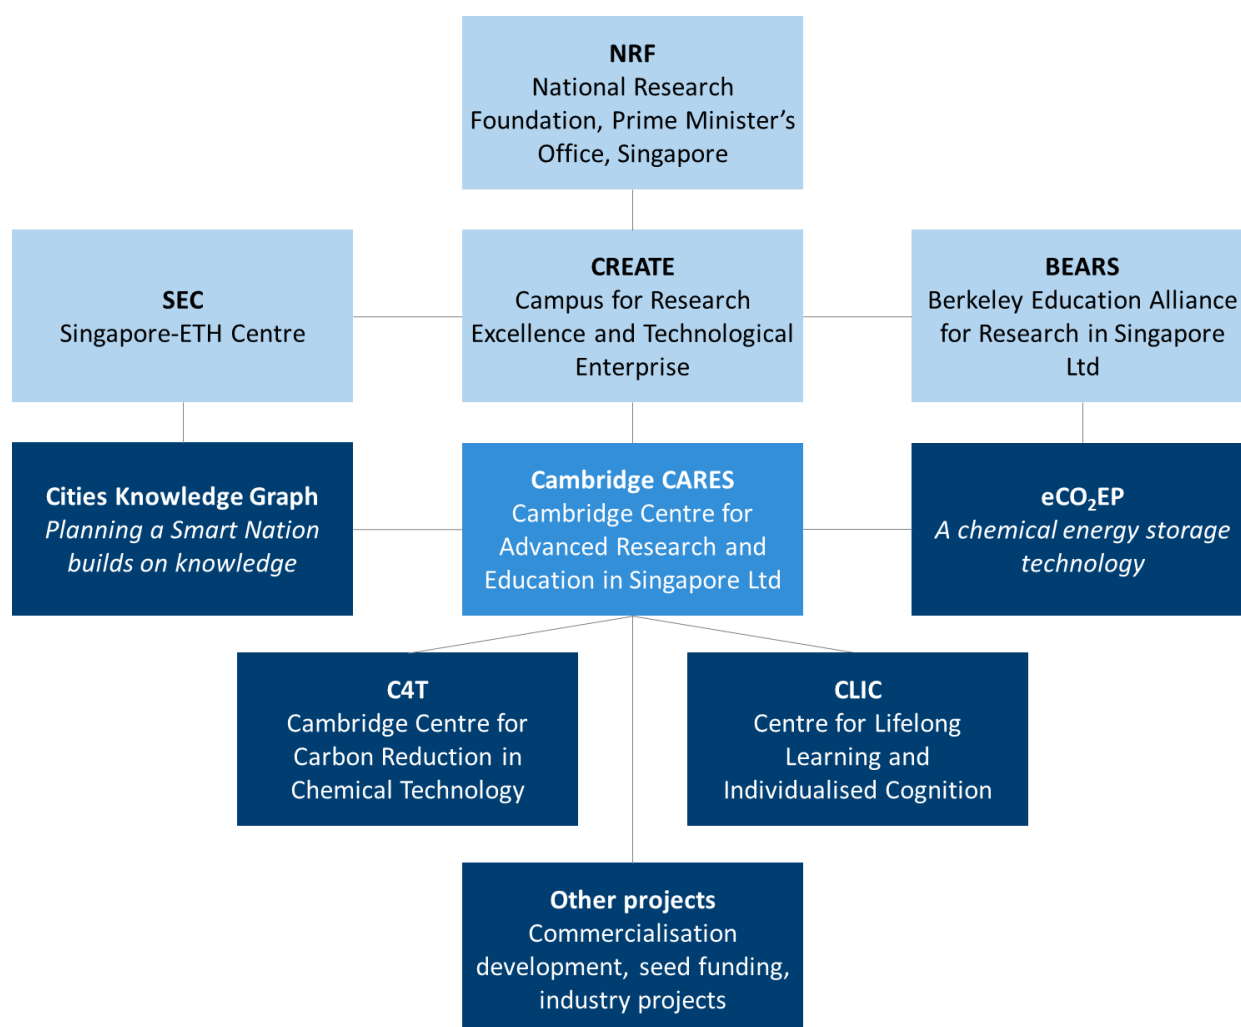 NRF
National Research
Foundation, Prime Minister’s
Office, Singapore
SEC
Singapore-ETH Centre
CREATE
Campus for Research
Excellence and Technological
Enterprise
BEARS
Berkeley Education Alliance
for Research in Singapore
Ltd
Cities Knowledge Graph
Planning a Smart Nation
builds on knowledge
Cambridge CARES
Cambridge Centre for
Advanced Research and
Education in Singapore Ltd
eCO₂EP
A chemical energy storage
technology
C4T
Cambridge Centre for
Carbon Reduction in
Chemical Technology
CLIC
Centre for Lifelong
Learning and
Individualised Cognition
Other projects
Commercialisation
development, seed funding,
industry projects